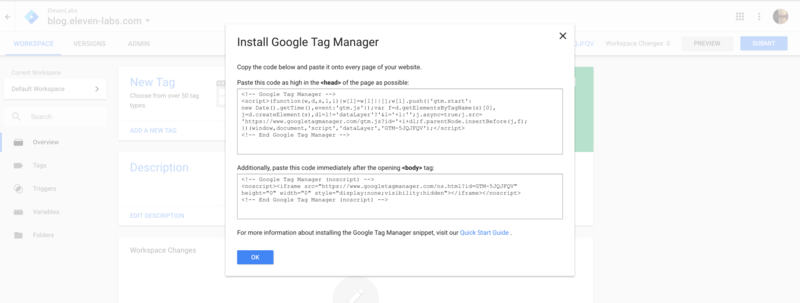 ElevenLabs
blog.eleven-labs.com
WORKSPACE VERSIONS ADMIN
Workspace Changes 0 PREVIEW SUBMIT
Current Workspace
Default Workspace
Search
Overview
Tags
Triggers
Variables
Folders
New Tag
Choose from over 50 tag types
Description
EDIT DESCRIPTION
Workspace Changes
Install Google Tag Manager
Copy the code below and paste it onto every page of your website.
Paste this code as high in the <head> of the page as possible:
<!-- Google Tag Manager -->
<script>(function(w,d,s,l,i){w[l]=w[l]||[];w[l].push({'gtm.start':
new Date().getTime(),event:'gtm.js'});var f=d.getElementsByTagName(s)[0],
j=d.createElement(s),dl=l!='dataLayer'?'&l='+l:'';j.async=true;j.src=
'https://www.googletagmanager.com/gtm.js?id='+i+dl;f.parentNode.insertBefore(j,f);
})(window,document,'script','dataLayer','GTM-5JQJFQV');</script>
<!-- End Google Tag Manager -->
Additionally, paste this code immediately after the opening <body> tag:
<!-- Google Tag Manager (noscript) -->
<noscript><iframe src="https://www.googletagmanager.com/ns.html?id=GTM-5JQJFQV"
height="0" width="0" style="display:none;visibility:hidden"></iframe></noscript>
<!-- End Google Tag Manager (noscript) -->
For more information about installing the Google Tag Manager snippet, visit our Quick Start Guide .
OK